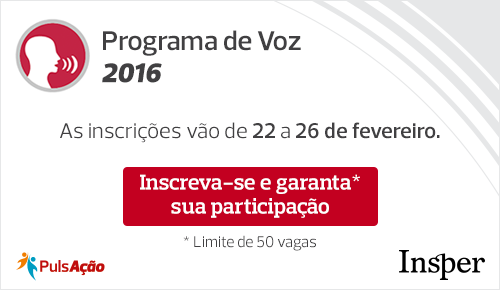 Programa de Voz
2016
As inscrições vão de 22 a 26 de fevereiro.
Inscreva-se e garanta*
sua participação
* Limite de 50 vagas
PulsAção
Insper